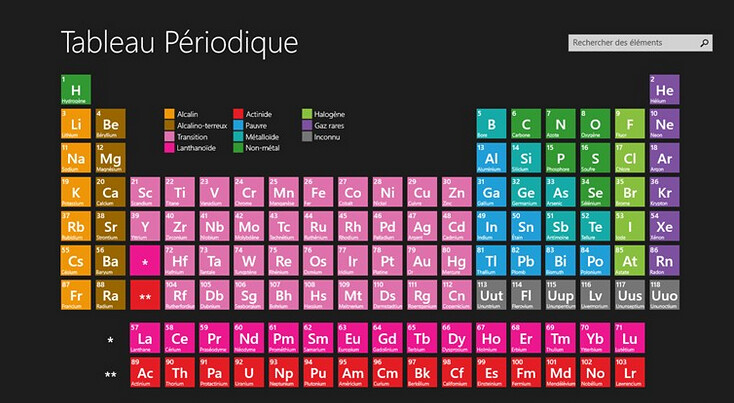 Tableau Périodique
Rechercher des éléments
1 2
H He
Hydrogène Hélium
Alcalin Actinide Halogène
Alcalino-terreux Pauvre Gaz rares
Transition Métalloïde Inconnu
Lanthanoïde Non-métal
3 4 5 6 7 8 9 10
Li Be B C N O F Ne
Lithium Béryllium Bore Carbone Azote Oxygène Fluor Néon
11 12 13 14 15 16 17 18
Na Mg Al Si P S Cl Ar
Sodium Magnésium Aluminium Silicium Phosphore Soufre Chlore Argon
19 20 21 22 23 24 25 26 27 28 29 30 31 32 33 34 35 36
K Ca Sc Ti V Cr Mn Fe Co Ni Cu Zn Ga Ge As Se Br Kr
Potassium Calcium Scandium Titane Vanadium Chrome Manganèse Fer Cobalt Nickel Cuivre Zinc Gallium Germanium Arsenic Sélénium Brome Krypton
37 38 39 40 41 42 43 44 45 46 47 48 49 50 51 52 53 54
Rb Sr Y Zr Nb Mo Tc Ru Rh Pd Ag Cd In Sn Sb Te I Xe
Rubidium Strontium Yttrium Zirconium Niobium Molybdène Technétium Ruthénium Rhodium Palladium Argent Cadmium Indium Étain Antimoine Tellure Iode Xénon
55 56 72 73 74 75 76 77 78 79 80 81 82 83 84 85 86
Cs Ba * Hf Ta W Re Os Ir Pt Au Hg Tl Pb Bi Po At Rn
Césium Baryum Hafnium Tantale Tungstène Rhénium Osmium Iridium Platine Or Mercure Thallium Plomb Bismuth Polonium Astate Radon
87 88 104 105 106 107 108 109 110 111 112 113 114 115 116 117 118
Fr Ra ** Rf Db Sg Bh Hs Mt Ds Rg Cn Uut Fl Uup Lv Uus Uuo
Francium Radium Rutherfordium Dubnium Seaborgium Bohrium Hassium Meitnerium Darmstadtium Roentgenium Copernicium Ununtrium Flerovium Ununpentium Livermorium Ununseptium Ununoctium
57 58 59 60 61 62 63 64 65 66 67 68 69 70 71
* La Ce Pr Nd Pm Sm Eu Gd Tb Dy Ho Er Tm Yb Lu
Lanthane Cérium Praséodyme Néodyme Prométhium Samarium Europium Gadolinium Terbium Dysprosium Holmium Erbium Thulium Ytterbium Lutétium
89 90 91 92 93 94 95 96 97 98 99 100 101 102 103
** Ac Th Pa U Np Pu Am Cm Bk Cf Es Fm Md No Lr
Actinium Thorium Protactinium Uranium Neptunium Plutonium Américium Curium Berkélium Californium Einsteinium Fermium Mendélévium Nobélium Lawrencium